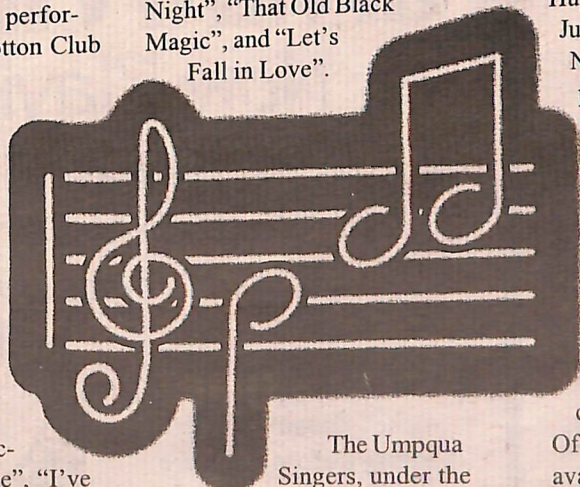 perfor-
tton Club
Night”, “That Old Black
Magic”, and “Let’s
Fall in Love”.
Ju
N
c-
e”, “I’ve
The Umpqua
Singers, under the
Of
ava